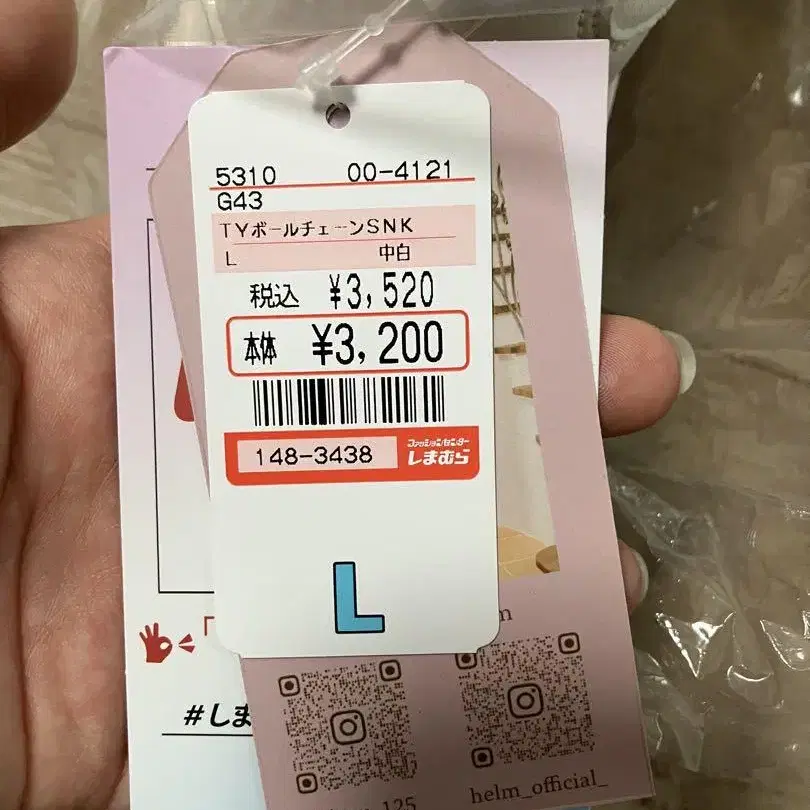 5310 00-4121
G43
TYボールチェーンSNK
L 中白
税込 ¥3,520
本体 ¥3,200
148-3438
ファッションセンター
しまむら
L
#しま
helm_official_
125